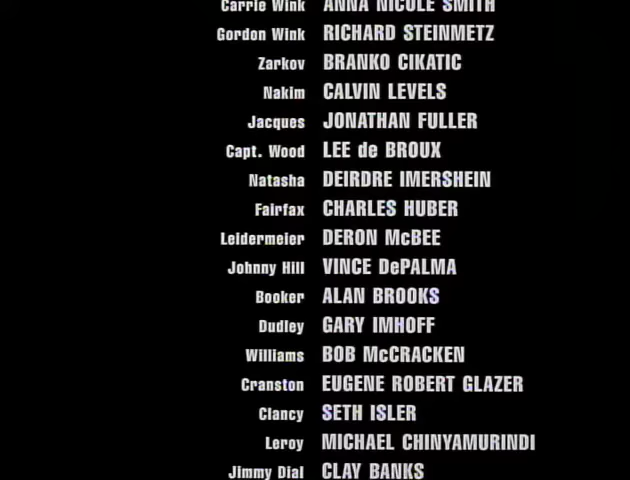 Carrie Wink ANNA NICOLE SMITH
Gordon Wink RICHARD STEINMETZ
Zarkov BRANKO CIKATIC
Nakim CALVIN LEVELS
Jacques JONATHAN FULLER
Capt. Wood LEE de BROUX
Natasha DEIRDRE IMERSHEIN
Fairfax CHARLES HUBER
Leidermeier DERON McBEE
Johnny Hill VINCE DePALMA
Booker ALAN BROOKS
Dudley GARY IMHOFF
Williams BOB McCRACKEN
Cranston EUGENE ROBERT GLAZER
Clancy SETH ISLER
Leroy MICHAEL CHINYAMURINDI
Jimmy Dial CLAY BANKS